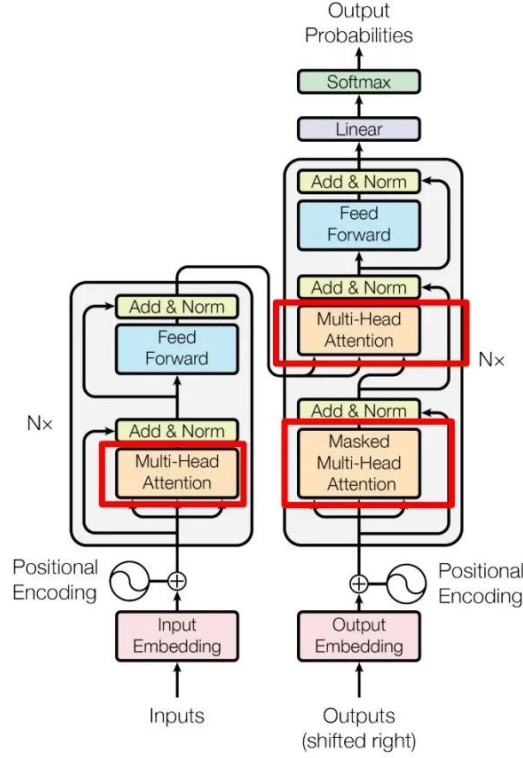 Output
Probabilities
Softmax
Linear
Add & Norm
Feed
Forward
Add & Norm
Multi-Head
Attention
Nx
Add & Norm
Masked
Multi-Head
Attention
Add & Norm
Feed
Forward
Nx
Add & Norm
Multi-Head
Attention
Positional
Encoding
Positional
Encoding
Input
Embedding
Output
Embedding
Inputs
Outputs
(shifted right)